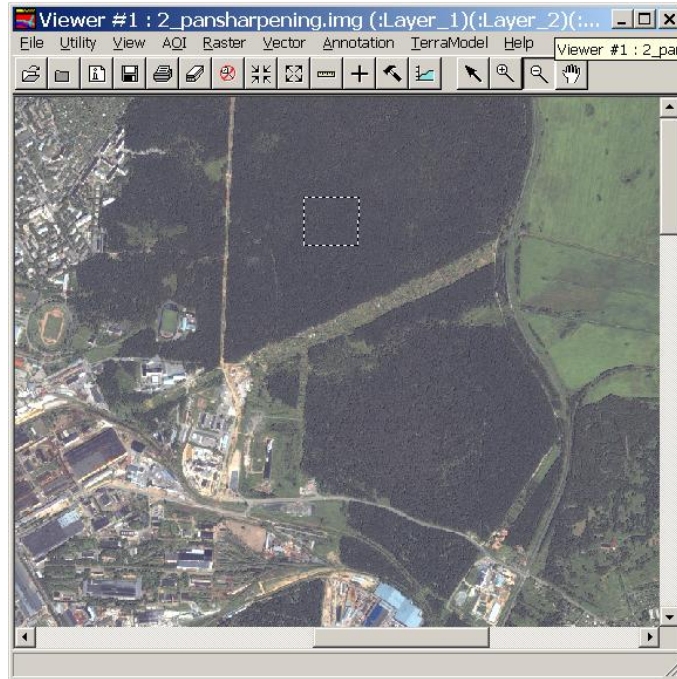 Viewer #1 : 2_pansharpening.img (:Layer_1)(:Layer_2)(:...
File Utility View AOI Raster Vector Annotation TerraModel Help
Viewer #1 : 2_pan